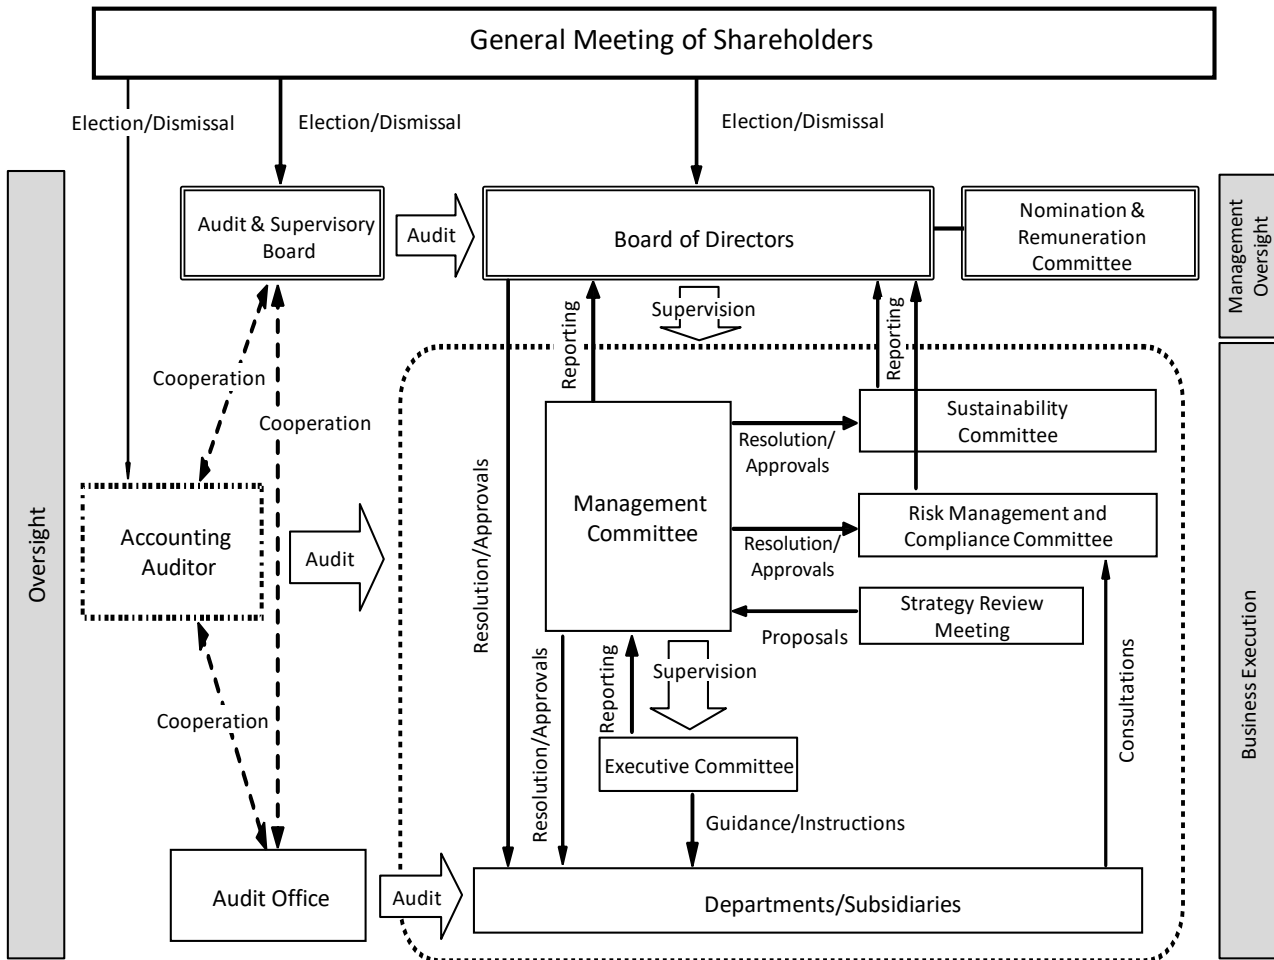 General Meeting of Shareholders
Election/Dismissal
Election/Dismissal
Election/Dismissal
Oversight
Audit & Supervisory
Board
Audit
Board of Directors
Nomination &
Remuneration
Committee
Management
Oversight
Reporting
Supervision
Reporting
Cooperation
Cooperation
Sustainability
Committee
Resolution/
Approvals
Management
Committee
Risk Management and
Compliance Committee
Resolution/
Approvals
Accounting
Auditor
Audit
Resolution/Approvals
Strategy Review
Meeting
Proposals
Business Execution
Cooperation
Resolution/Approvals
Reporting
Supervision
Consultations
Executive Committee
Guidance/Instructions
Audit Office
Audit
Departments/Subsidiaries